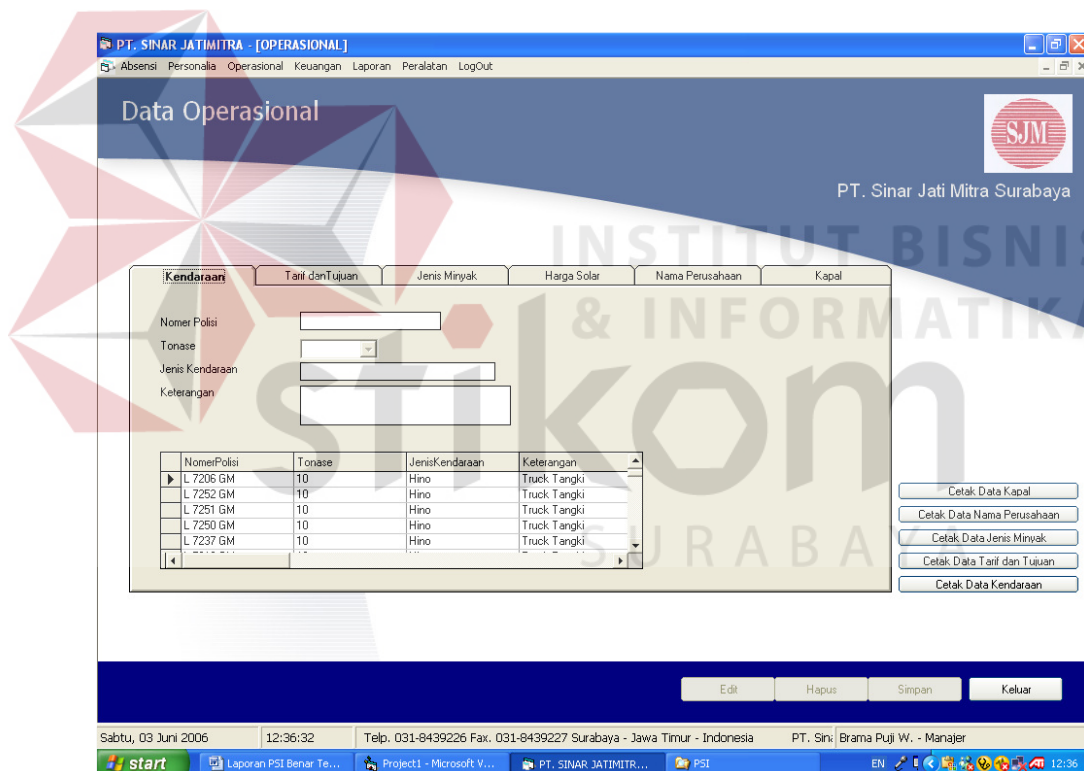 PT. SINAR JATIMITRA - [OPERASIONAL]
Absensi Personalia Operasional Keuangan Laporan Peralatan LogOut
Data Operasional
SJM
PT. Sinar Jati Mitra Surabaya
INSTITUT BISNIS
& INFORMATIKA
stikom
SURABAYA
Kendaraan Tarif danTujuan Jenis Minyak Harga Solar Nama Perusahaan Kapal
Nomer Polisi
Tonase
Jenis Kendaraan
Keterangan
NomerPolisi Tonase JenisKendaraan Keterangan
L 7206 GM 10 Hino Truck Tangki
L 7252 GM 10 Hino Truck Tangki
L 7251 GM 10 Hino Truck Tangki
L 7250 GM 10 Hino Truck Tangki
L 7237 GM 10 Hino Truck Tangki
Cetak Data Kapal
Cetak Data Nama Perusahaan
Cetak Data Jenis Minyak
Cetak Data Tarif dan Tujuan
Cetak Data Kendaraan
Edit Hapus Simpan Keluar
Sabtu, 03 Juni 2006 12:36:32 Telp. 031-8439226 Fax. 031-8439227 Surabaya - Jawa Timur - Indonesia PT. Sina Brama Puji W. - Manajer
start Laporan PSI Benar Te... Project1 - Microsoft V... PT. SINAR JATIMITR... PSI EN ATI 12:36